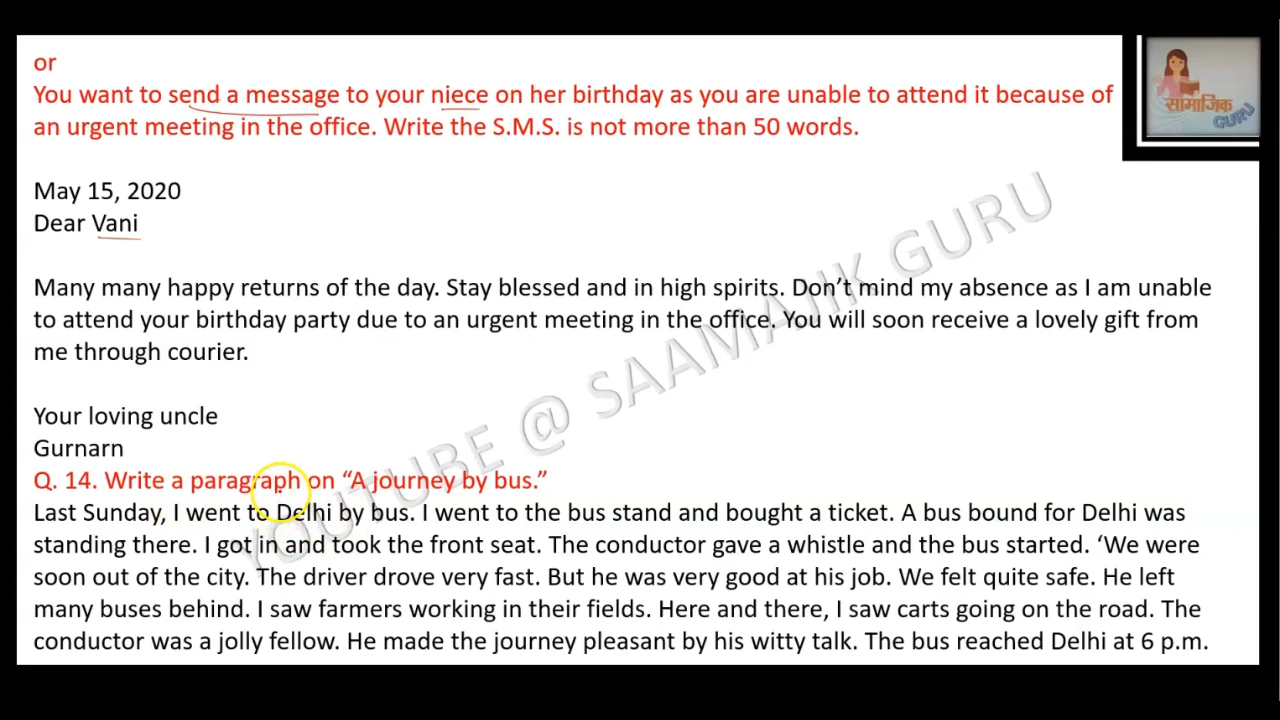 or
You want to send a message to your niece on her birthday as you are unable to attend it because of
an urgent meeting in the office. Write the S.M.S. is not more than 50 words.
सामाजिक
GURU
May 15, 2020
Dear Vani
Many many happy returns of the day. Stay blessed and in high spirits. Don’t mind my absence as I am unable
to attend your birthday party due to an urgent meeting in the office. You will soon receive a lovely gift from
me through courier.
Your loving uncle
Gurnarn
Q. 14. Write a paragraph on “A journey by bus.”
Last Sunday, I went to Delhi by bus. I went to the bus stand and bought a ticket. A bus bound for Delhi was
standing there. I got in and took the front seat. The conductor gave a whistle and the bus started. ‘We were
soon out of the city. The driver drove very fast. But he was very good at his job. We felt quite safe. He left
many buses behind. I saw farmers working in their fields. Here and there, I saw carts going on the road. The
conductor was a jolly fellow. He made the journey pleasant by his witty talk. The bus reached Delhi at 6 p.m.
YOUTUBE @ SAAMAJIK GURU